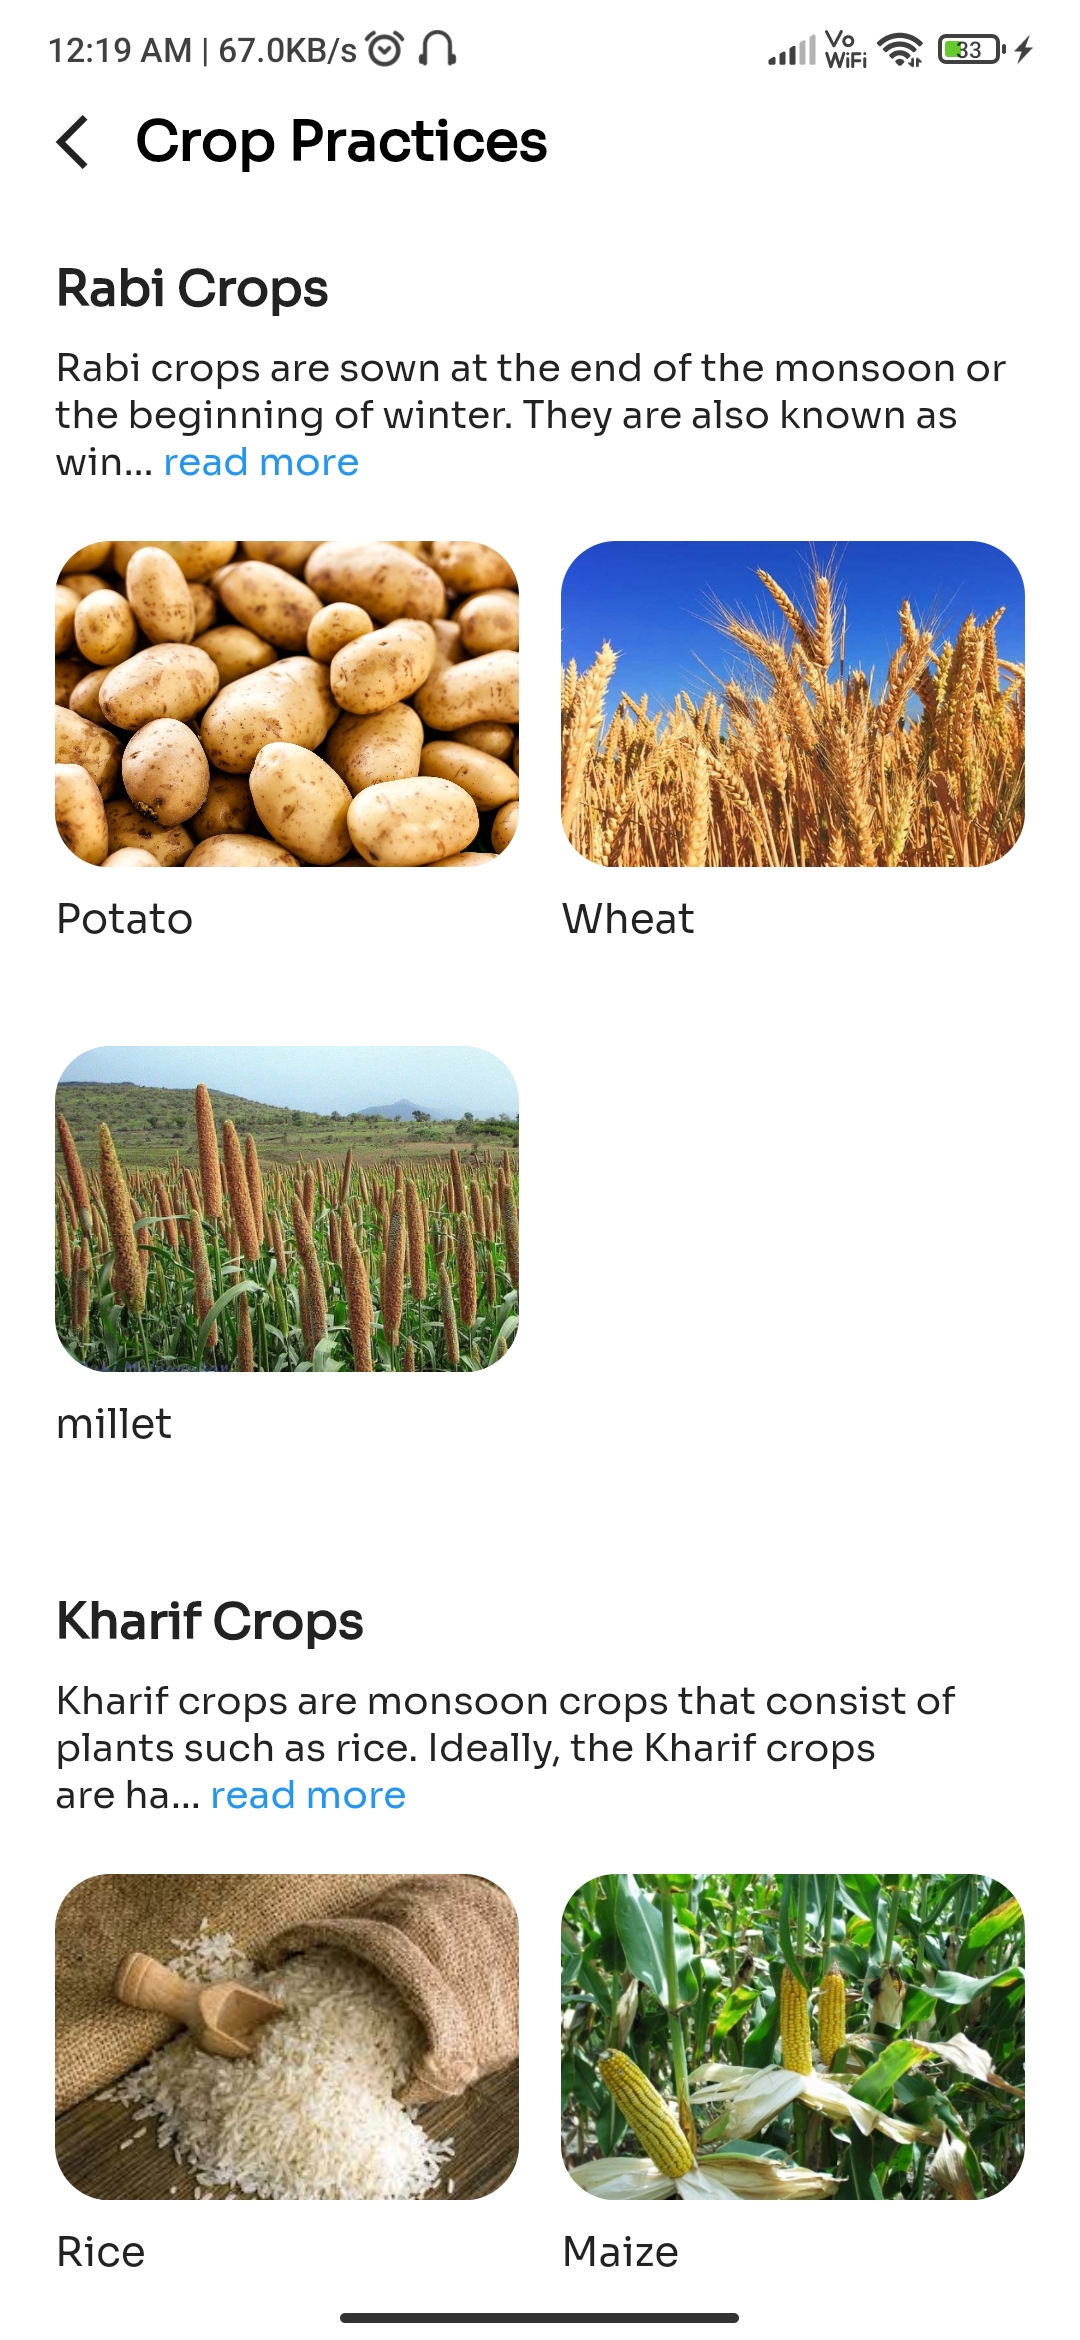 12:19 AM | 67.0KB/s
Vo
WiFi
33
Crop Practices
Rabi Crops
Rabi crops are sown at the end of the monsoon or
the beginning of winter. They are also known as
win... read more
Potato
Wheat
millet
Kharif Crops
Kharif crops are monsoon crops that consist of
plants such as rice. Ideally, the Kharif crops
are ha... read more
Rice
Maize